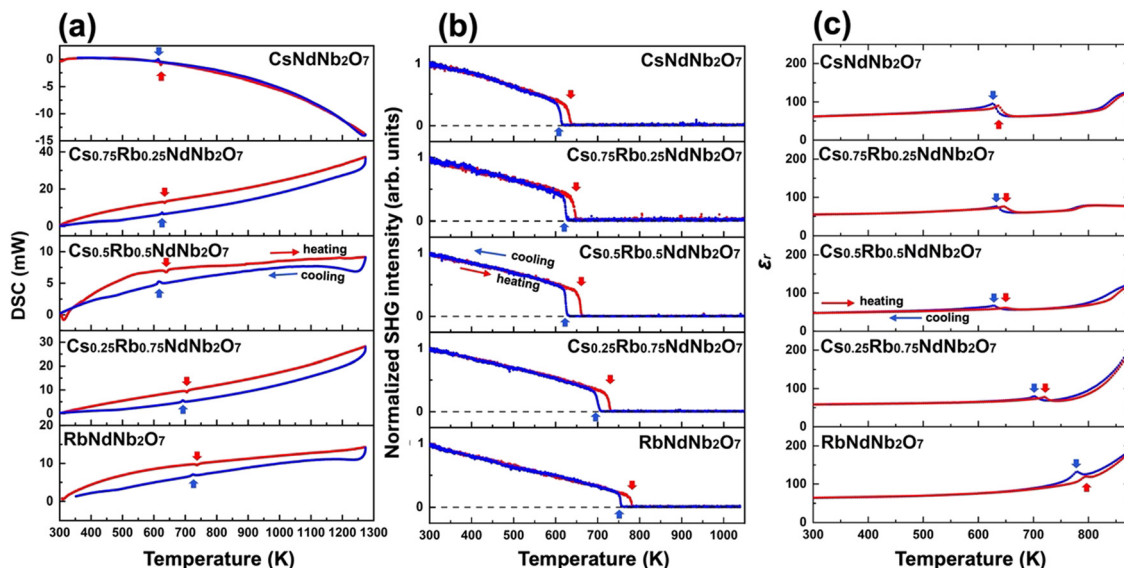 (a)
DSC (mW)
CsNdNb₂O₇
0
-5
-10
-15
Cs₀.₇₅Rb₀.₂₅NdNb₂O₇
40
20
0
Cs₀.₅Rb₀.₅NdNb₂O₇
heating
cooling
10
5
0
Cs₀.₂₅Rb₀.₇₅NdNb₂O₇
30
20
10
0
RbNdNb₂O₇
20
10
0
300 400 500 600 700 800 900 1000 1100 1200 1300
Temperature (K)
(b)
Normalized SHG intensity (arb. units)
CsNdNb₂O₇
1
0
Cs₀.₇₅Rb₀.₂₅NdNb₂O₇
1
0
Cs₀.₅Rb₀.₅NdNb₂O₇
cooling
heating
1
0
Cs₀.₂₅Rb₀.₇₅NdNb₂O₇
1
0
RbNdNb₂O₇
1
0
300 400 500 600 700 800 900 1000
Temperature (K)
(c)
εr
CsNdNb₂O₇
200
100
0
Cs₀.₇₅Rb₀.₂₅NdNb₂O₇
200
100
0
Cs₀.₅Rb₀.₅NdNb₂O₇
heating
cooling
200
100
0
Cs₀.₂₅Rb₀.₇₅NdNb₂O₇
200
100
0
RbNdNb₂O₇
200
100
0
300 400 500 600 700 800
Temperature (K)